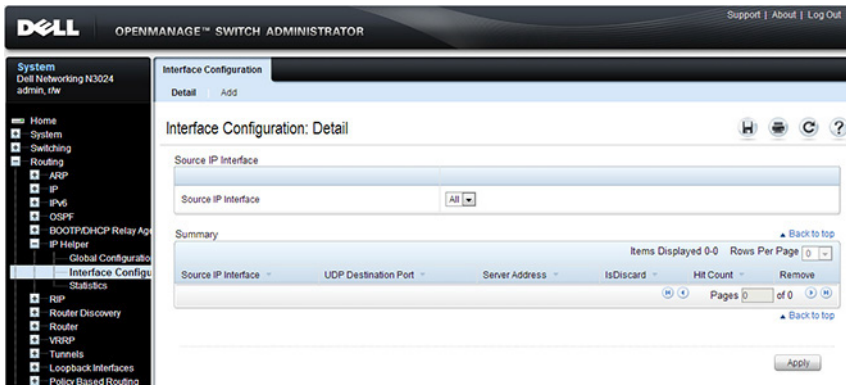 Support | About | Log Out
DELL
OPENMANAGE™ SWITCH ADMINISTRATOR
System
Dell Networking N3024
admin, r/w
Home
System
Switching
Routing
ARP
IP
IPv6
OSPF
BOOTP/DHCP Relay Age
IP Helper
Global Configuratio
Interface Configu
Statistics
RIP
Router Discovery
Router
VRRP
Tunnels
Loopback Interfaces
Policy Based Routing
Interface Configuration
Detail Add
Interface Configuration: Detail
?
Source IP Interface
Source IP Interface All
Summary Back to top
Items Displayed 0-0 Rows Per Page 0
Source IP Interface UDP Destination Port Server Address IsDiscard Hit Count Remove
Pages 0 of 0
Back to top
Apply